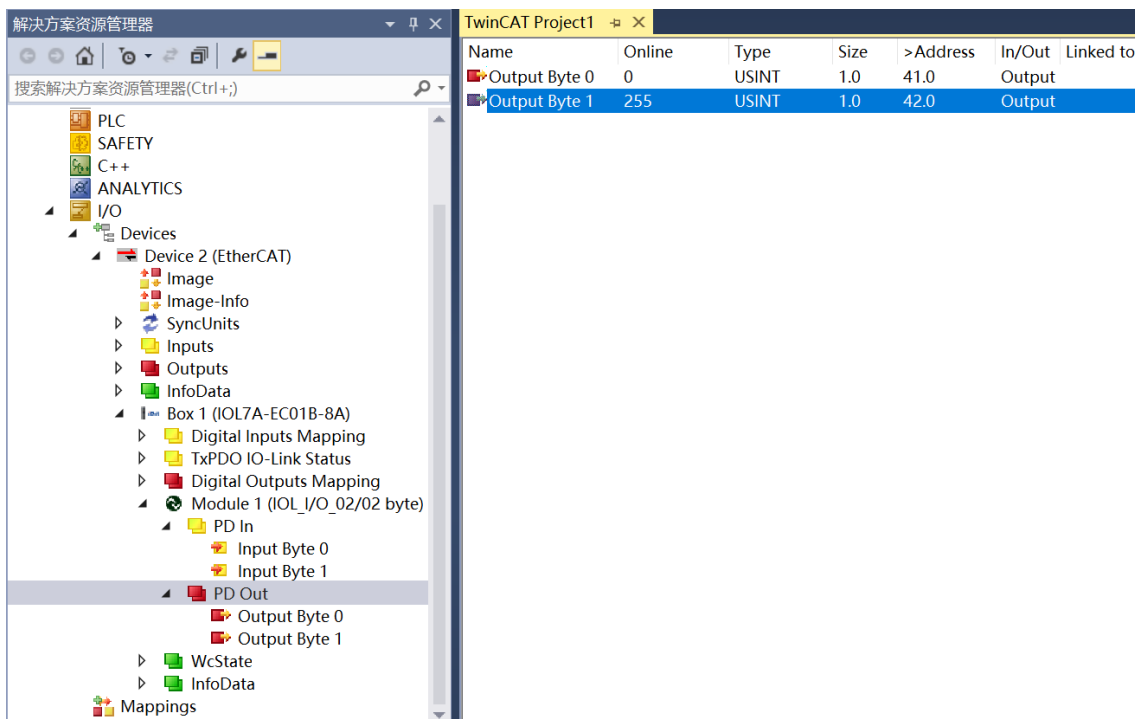 解决方案资源管理器
搜索解决方案资源管理器(Ctrl+;)
PLC
SAFETY
C++
ANALYTICS
I/O
Devices
Device 2 (EtherCAT)
Image
Image-Info
SyncUnits
Inputs
Outputs
InfoData
Box 1 (IOL7A-EC01B-8A)
Digital Inputs Mapping
TxPDO IO-Link Status
Digital Outputs Mapping
Module 1 (IOL_I/O_02/02 byte)
PD In
Input Byte 0
Input Byte 1
PD Out
Output Byte 0
Output Byte 1
WcState
InfoData
Mappings
TwinCAT Project1
Name Online Type Size >Address In/Out Linked to
Output Byte 0 0 USINT 1.0 41.0 Output
Output Byte 1 255 USINT 1.0 42.0 Output